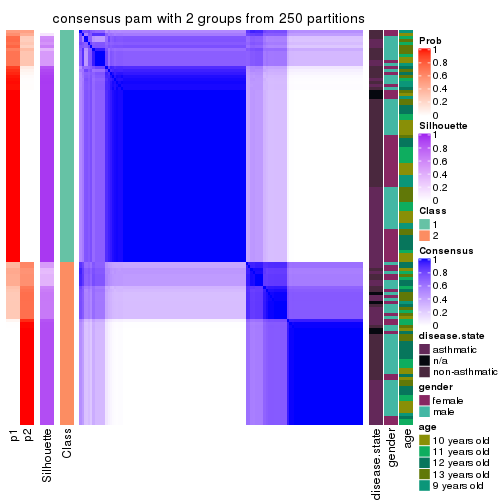 consensus pam with 2 groups from 250 partitions
Prob
1
0.8
0.6
0.4
0.2
0
Silhouette
1
0.8
0.6
0.4
0.2
0
Class
1
2
Consensus
1
0.8
0.6
0.4
0.2
0
disease.state
asthmatic
n/a
non-asthmatic
gender
female
male
age
10 years old
11 years old
12 years old
13 years old
9 years old
p1
p2
Silhouette
Class
disease.state
gender
age